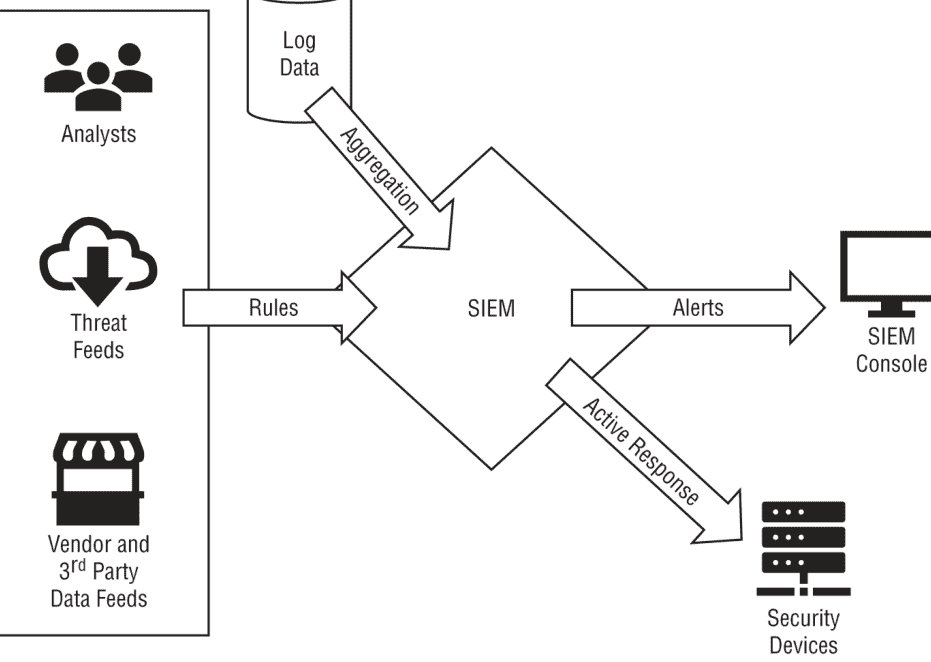 Log
Data
Analysts
Aggregation
Threat
Feeds
Rules
SIEM
Alerts
SIEM
Console
Active Response
Vendor and
3rd Party
Data Feeds
Security
Devices